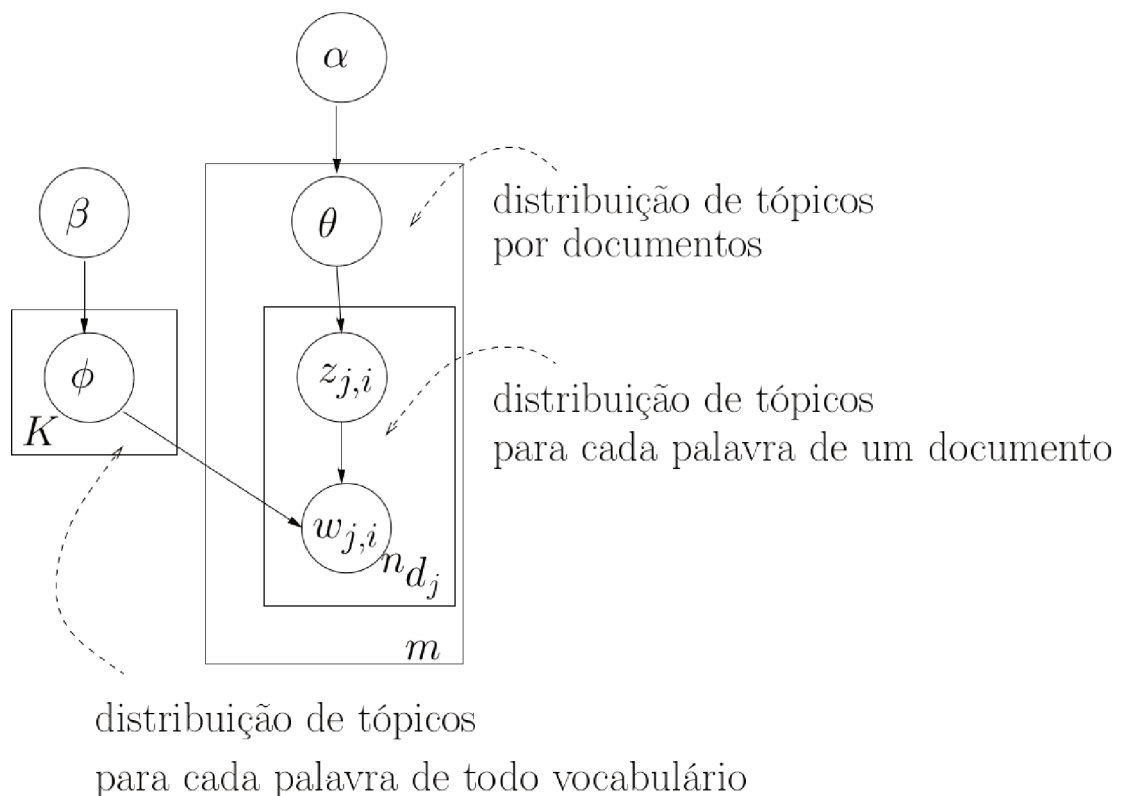 α
β
θ
distribuição de tópicos
por documentos
ϕ
K
z_{j,i}
distribuição de tópicos
para cada palavra de um documento
w_{j,i}
n_{d_j}
m
distribuição de tópicos
para cada palavra de todo vocabulário